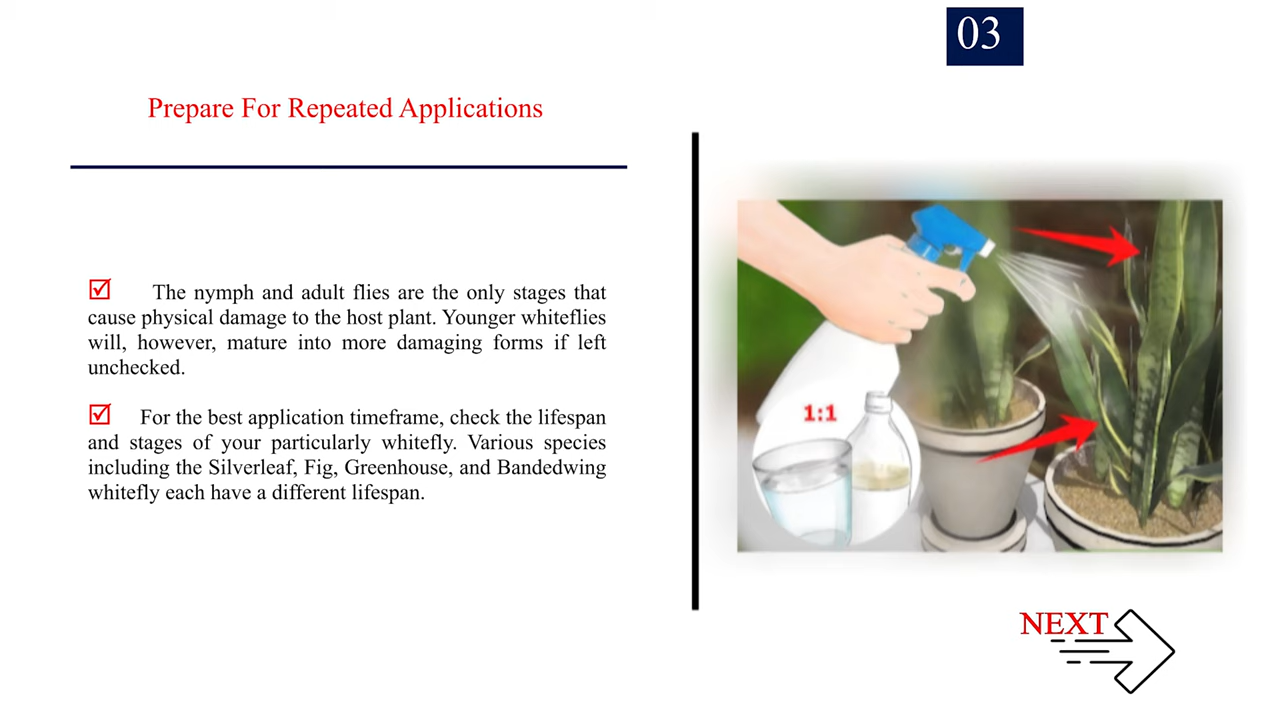 03
Prepare For Repeated Applications
The nymph and adult flies are the only stages that
cause physical damage to the host plant. Younger whiteflies
will, however, mature into more damaging forms if left
unchecked.
For the best application timeframe, check the lifespan
and stages of your particularly whitefly. Various species
including the Silverleaf, Fig, Greenhouse, and Bandedwing
whitefly each have a different lifespan.
1:1
NEXT